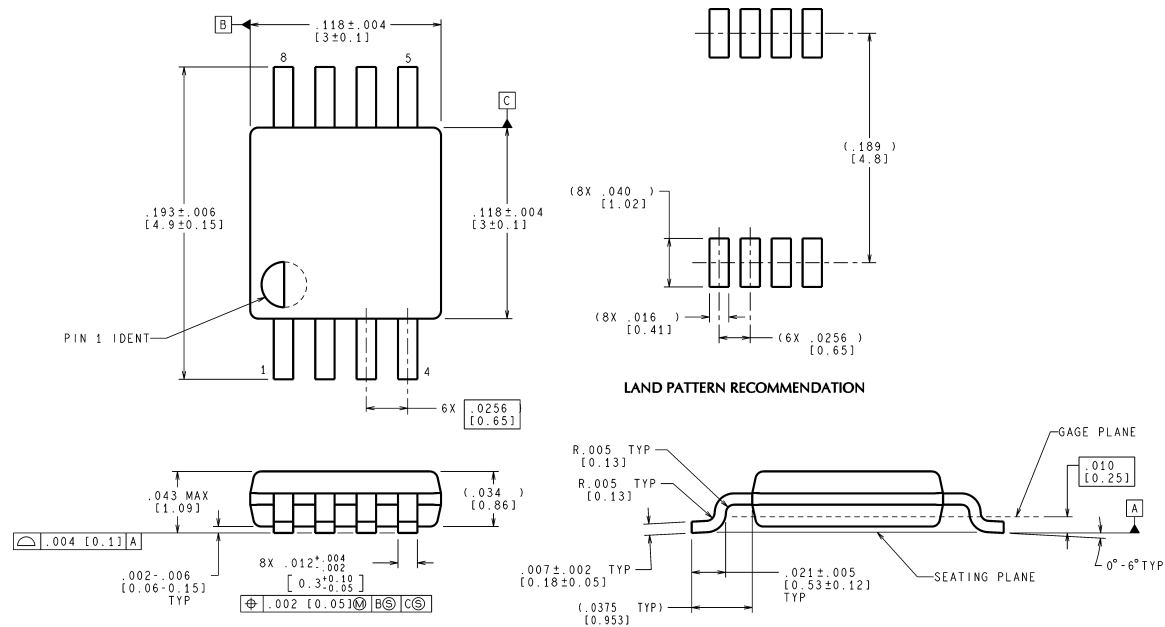 B
.118±.004
[3±0.1]
8
5
C
.193±.006
[4.9±0.15]
.118±.004
[3±0.1]
PIN 1 IDENT
1
4
6X .0256
[0.65]
(.189 )
[4.8]
(8X .040 )
[1.02]
(8X .016 )
[0.41]
(6X .0256 )
[0.65]
LAND PATTERN RECOMMENDATION
.043 MAX
[1.09]
(.034 )
[0.86]
⌓ .004 [0.1] A
.002-.006
[0.06-0.15]
TYP
8X .012 +.004 -.002
[0.3 +0.10 -0.05]
⌖ .002 [0.05]Ⓜ BⓈ CⓈ
R.005 TYP
[0.13]
R.005 TYP
[0.13]
GAGE PLANE
.010
[0.25]
A
0°-6° TYP
SEATING PLANE
.007±.002 TYP
[0.18±0.05]
.021±.005
[0.53±0.12]
TYP
(.0375 TYP)
[0.953]